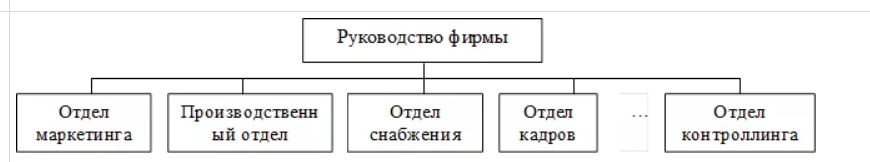 Руководство фирмы
Отдел
маркетинга
Производственн
ый отдел
Отдел
снабжения
Отдел
кадров
...
Отдел
контроллинга